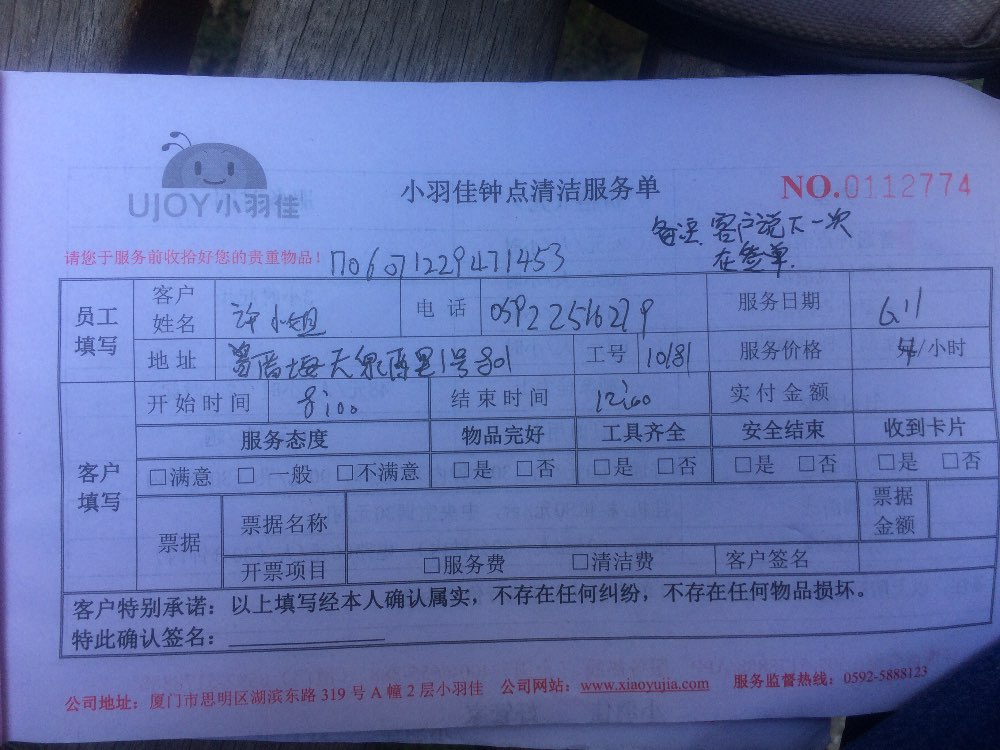 UJOY小羽佳
小羽佳钟点清洁服务单
NO.0112774
备注 客户说下一次
在签单.
请您于服务前收拾好您的贵重物品！
员工填写
客户姓名 许小姐 电话 服务日期 6.11
地址 1号801 工号 10181 服务价格 /小时
客户填写
开始时间 8:00 结束时间 12:00 实付金额
服务态度 物品完好 工具齐全 安全结束 收到卡片
□满意 □ 一般 □不满意 □是 □否 □是 □否 □是 □否 □是 □否
票据 票据名称 票据金额
开票项目 □服务费 □清洁费 客户签名
客户特别承诺：以上填写经本人确认属实，不存在任何纠纷，不存在任何物品损坏。
特此确认签名：
公司地址：厦门市思明区湖滨东路 319 号 A 幢 2 层小羽佳 公司网站：www.xiaoyujia.com 服务监督热线：0592-5888123